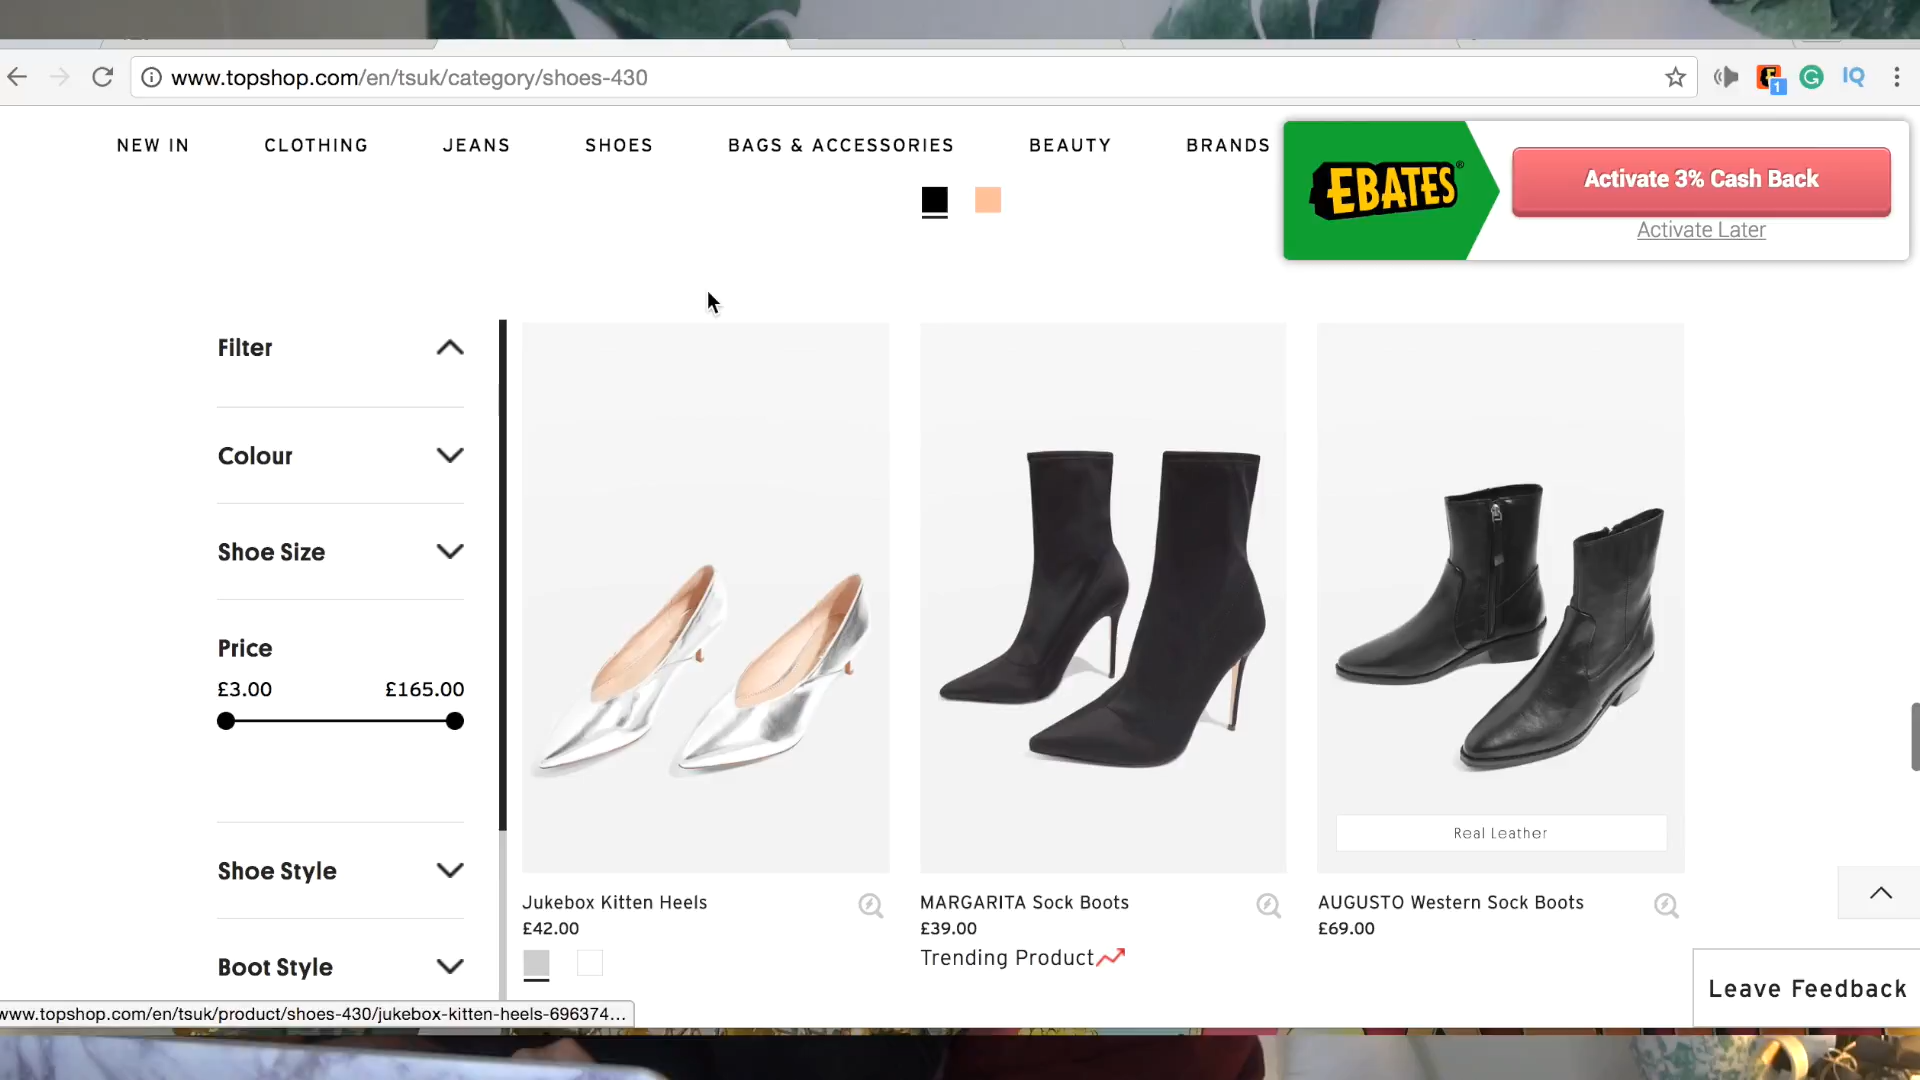 www.topshop.com/en/tsuk/category/shoes-430
1
G
IQ
NEW IN CLOTHING JEANS SHOES BAGS & ACCESSORIES BEAUTY BRANDS
EBATES®
Activate 3% Cash Back
Activate Later
Filter
Colour
Shoe Size
Price
£3.00 £165.00
Shoe Style
Boot Style
Real Leather
Jukebox Kitten Heels
£42.00
MARGARITA Sock Boots
£39.00
Trending Product
AUGUSTO Western Sock Boots
£69.00
Leave Feedback
www.topshop.com/en/tsuk/product/shoes-430/jukebox-kitten-heels-696374...